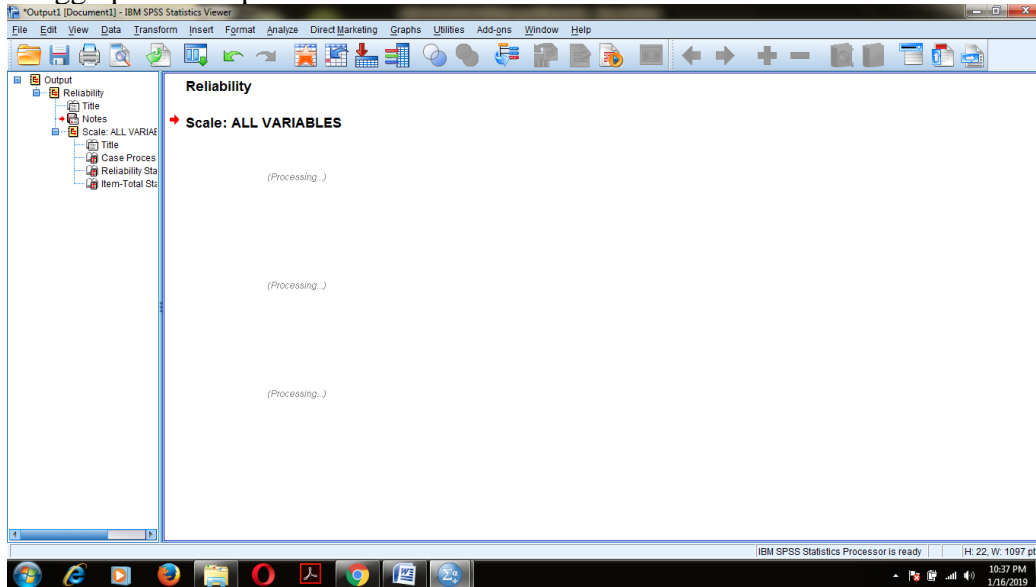 *Output1 [Document1] - IBM SPSS Statistics Viewer
File Edit View Data Transform Insert Format Analyze Direct Marketing Graphs Utilities Add-ons Window Help
Output
Reliability
Title
Notes
Scale: ALL VARIAB
Title
Case Proces
Reliability Sta
Item-Total Sta
Reliability
Scale: ALL VARIABLES
(Processing...)
(Processing...)
(Processing...)
IBM SPSS Statistics Processor is ready H: 22, W: 1097 pt
10:37 PM
1/16/2019